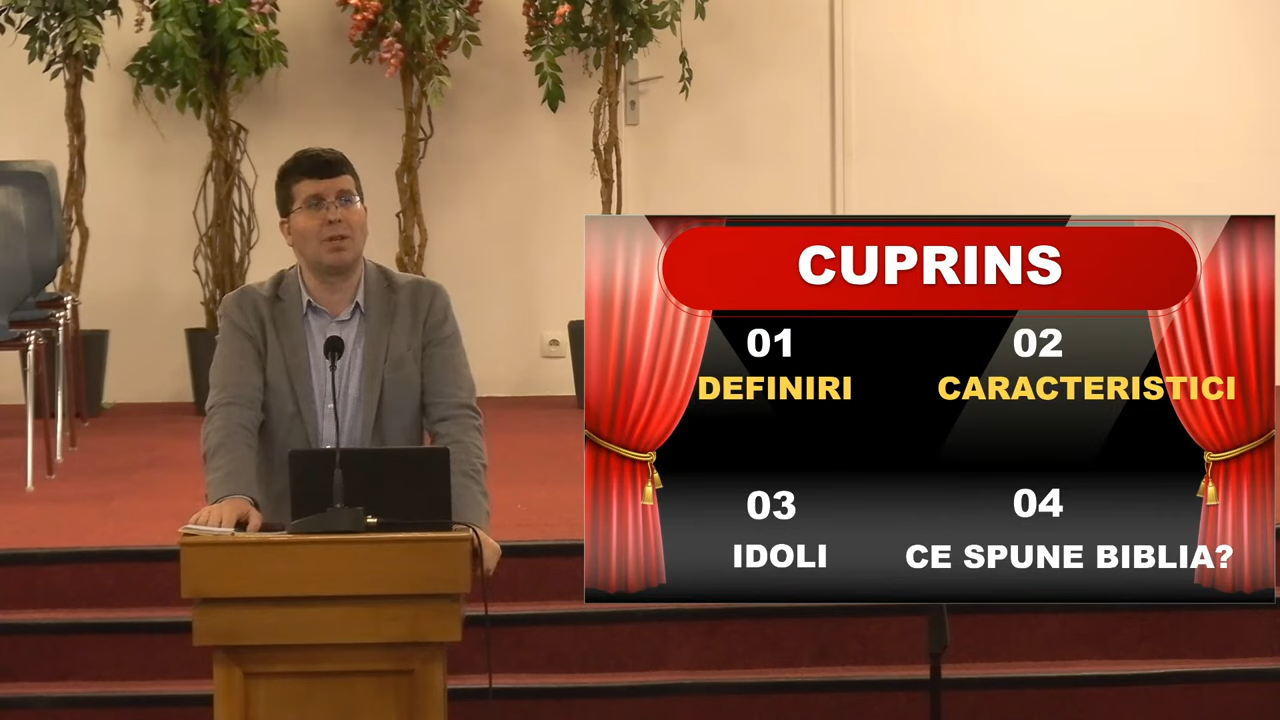 CUPRINS
01
DEFINIRI
02
CARACTERISTICI
03
IDOLI
04
CE SPUNE BIBLIA?